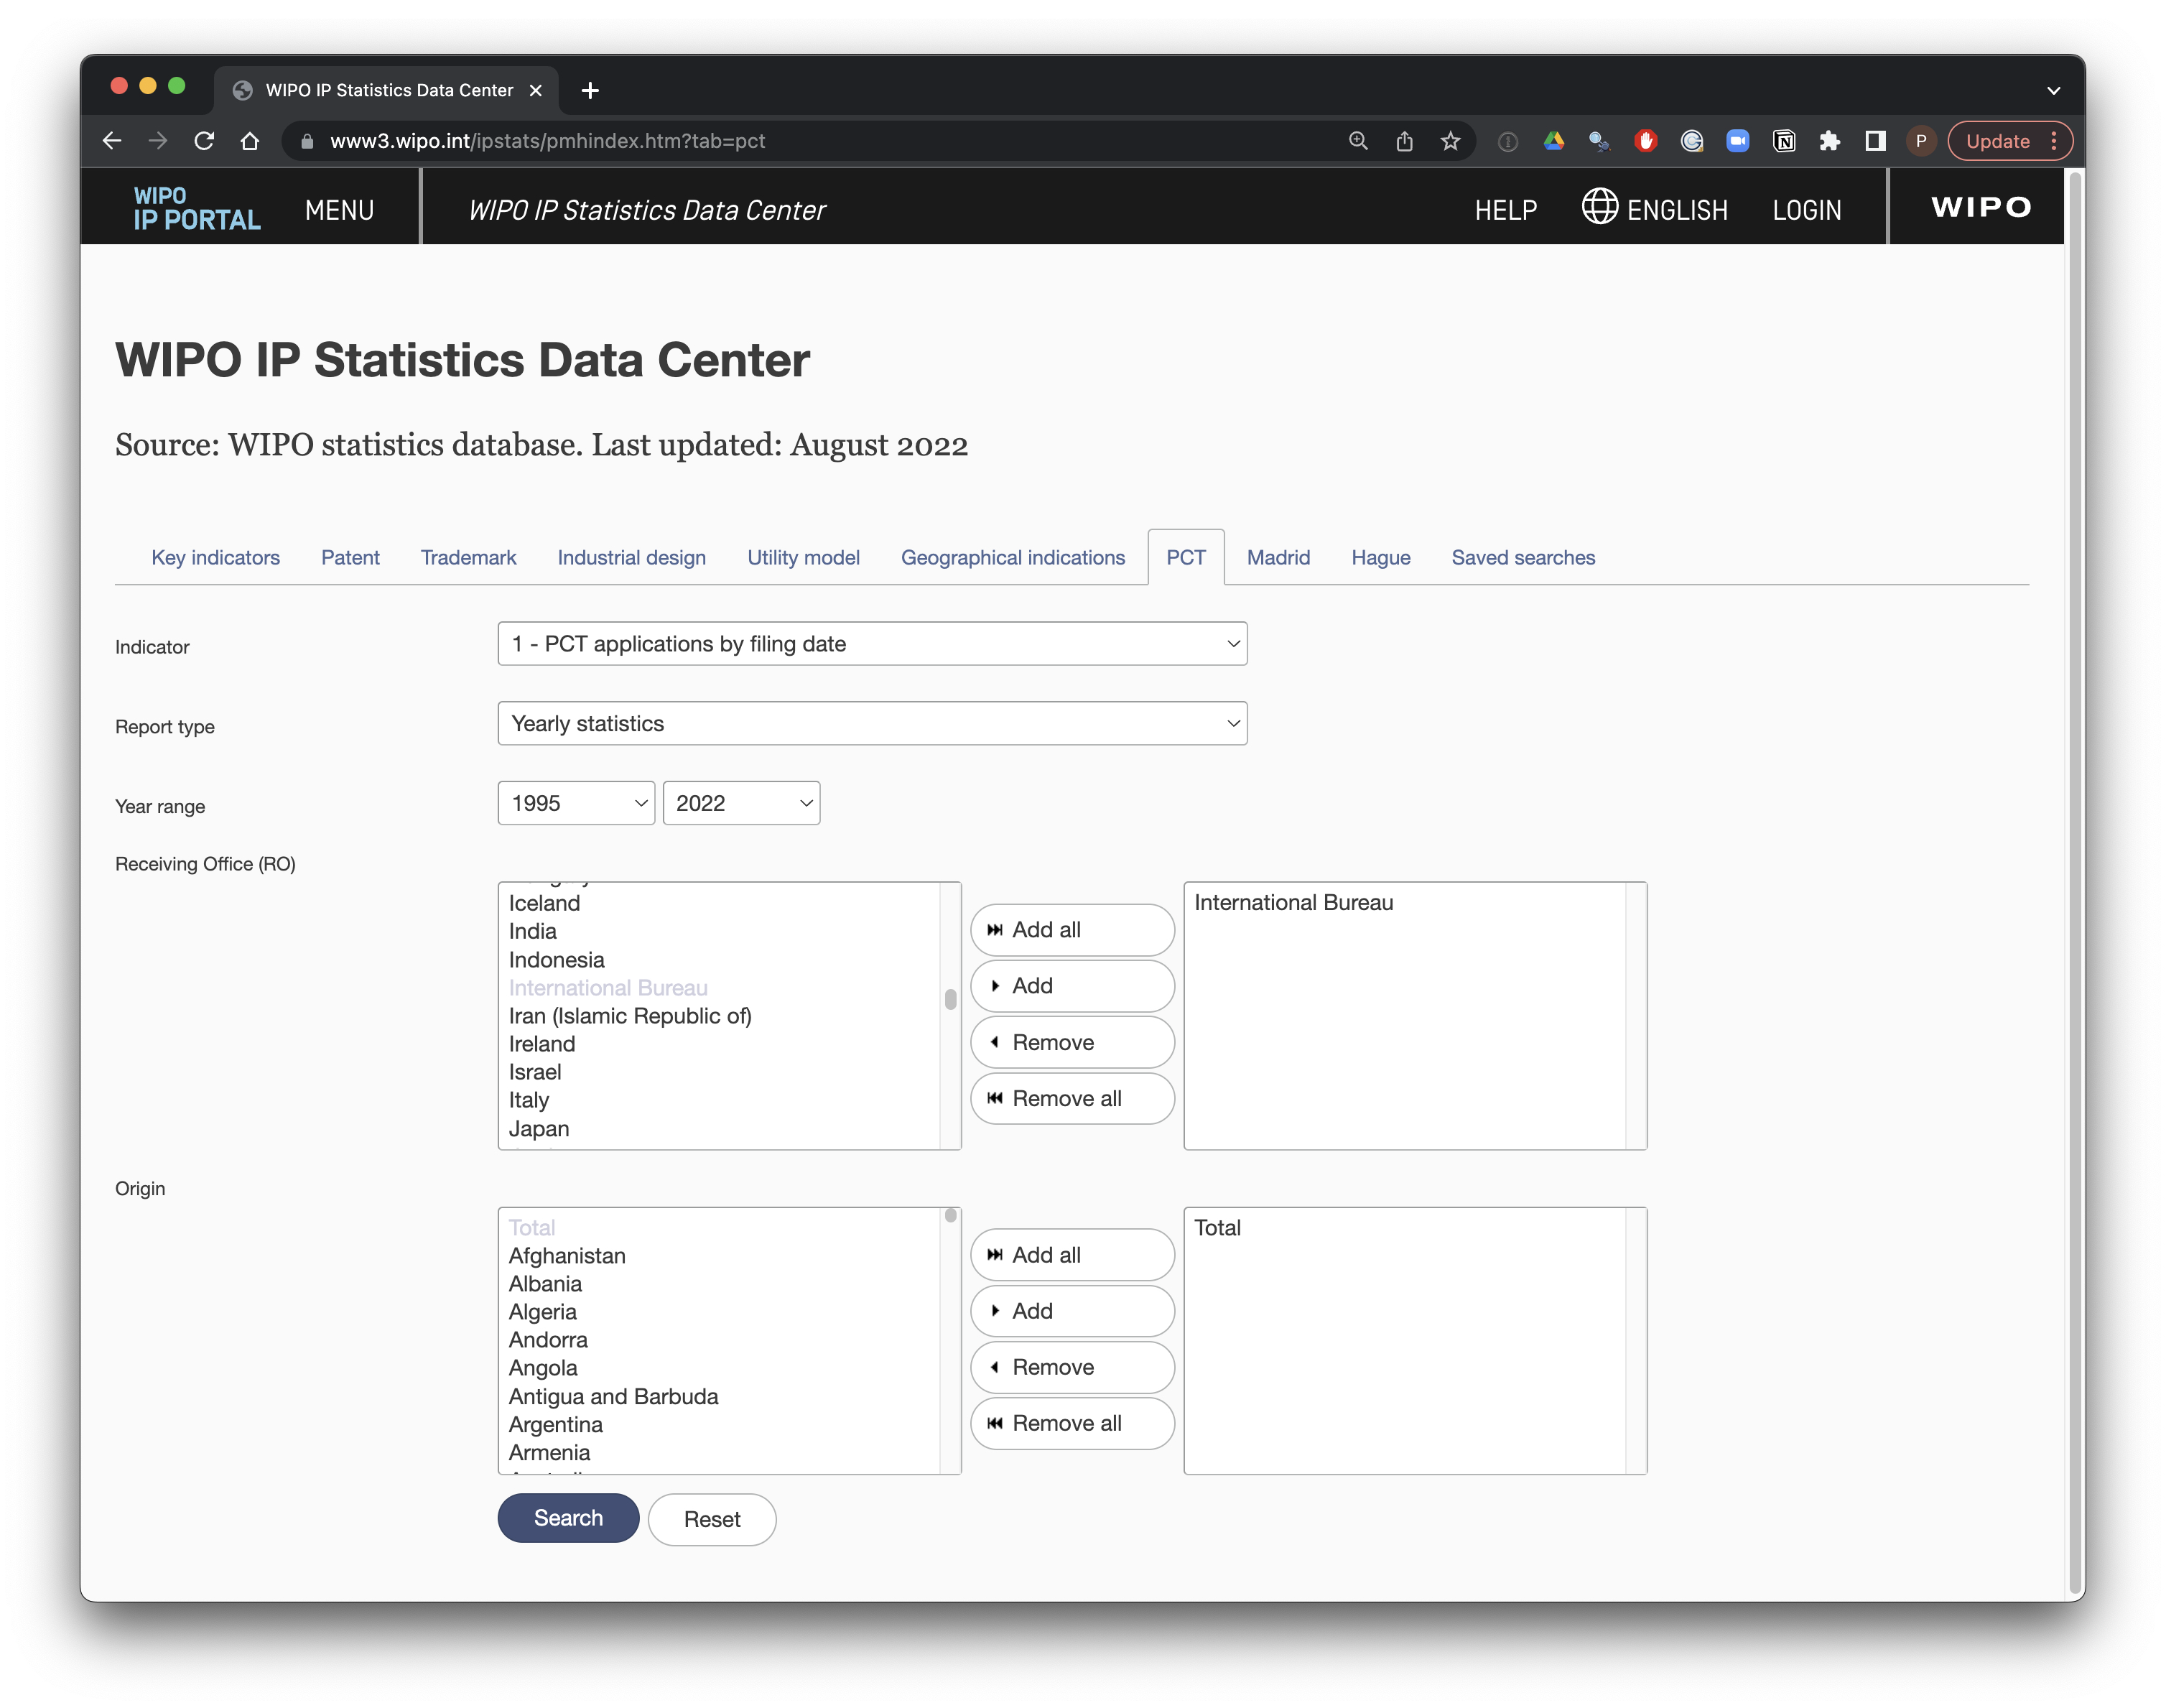 WIPO IP Statistics Data Center
www3.wipo.int/ipstats/pmhindex.htm?tab=pct
P
Update
WIPO
IP PORTAL
MENU
WIPO IP Statistics Data Center
HELP
ENGLISH
LOGIN
WIPO
WIPO IP Statistics Data Center
Source: WIPO statistics database. Last updated: August 2022
Key indicators
Patent
Trademark
Industrial design
Utility model
Geographical indications
PCT
Madrid
Hague
Saved searches
Indicator
1 - PCT applications by filing date
Report type
Yearly statistics
Year range
1995
2022
Receiving Office (RO)
Iceland
India
Indonesia
International Bureau
Iran (Islamic Republic of)
Ireland
Israel
Italy
Japan
Add all
Add
Remove
Remove all
International Bureau
Origin
Total
Afghanistan
Albania
Algeria
Andorra
Angola
Antigua and Barbuda
Argentina
Armenia
Add all
Add
Remove
Remove all
Total
Search
Reset